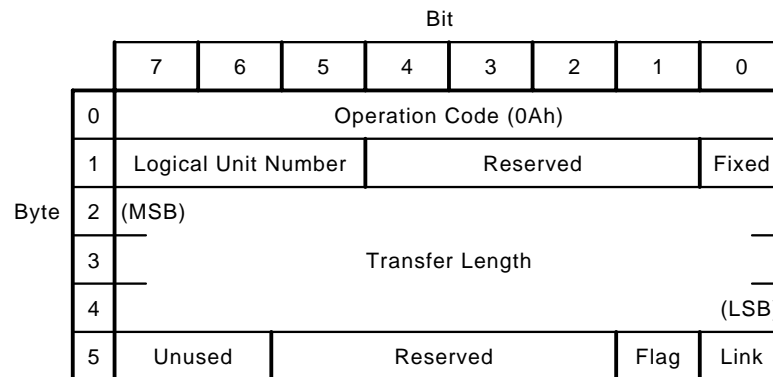 Bit
7 6 5 4 3 2 1 0
0 Operation Code (0Ah)
1 Logical Unit Number Reserved Fixed
Byte 2 (MSB)
3 Transfer Length
4 (LSB
5 Unused Reserved Flag Link